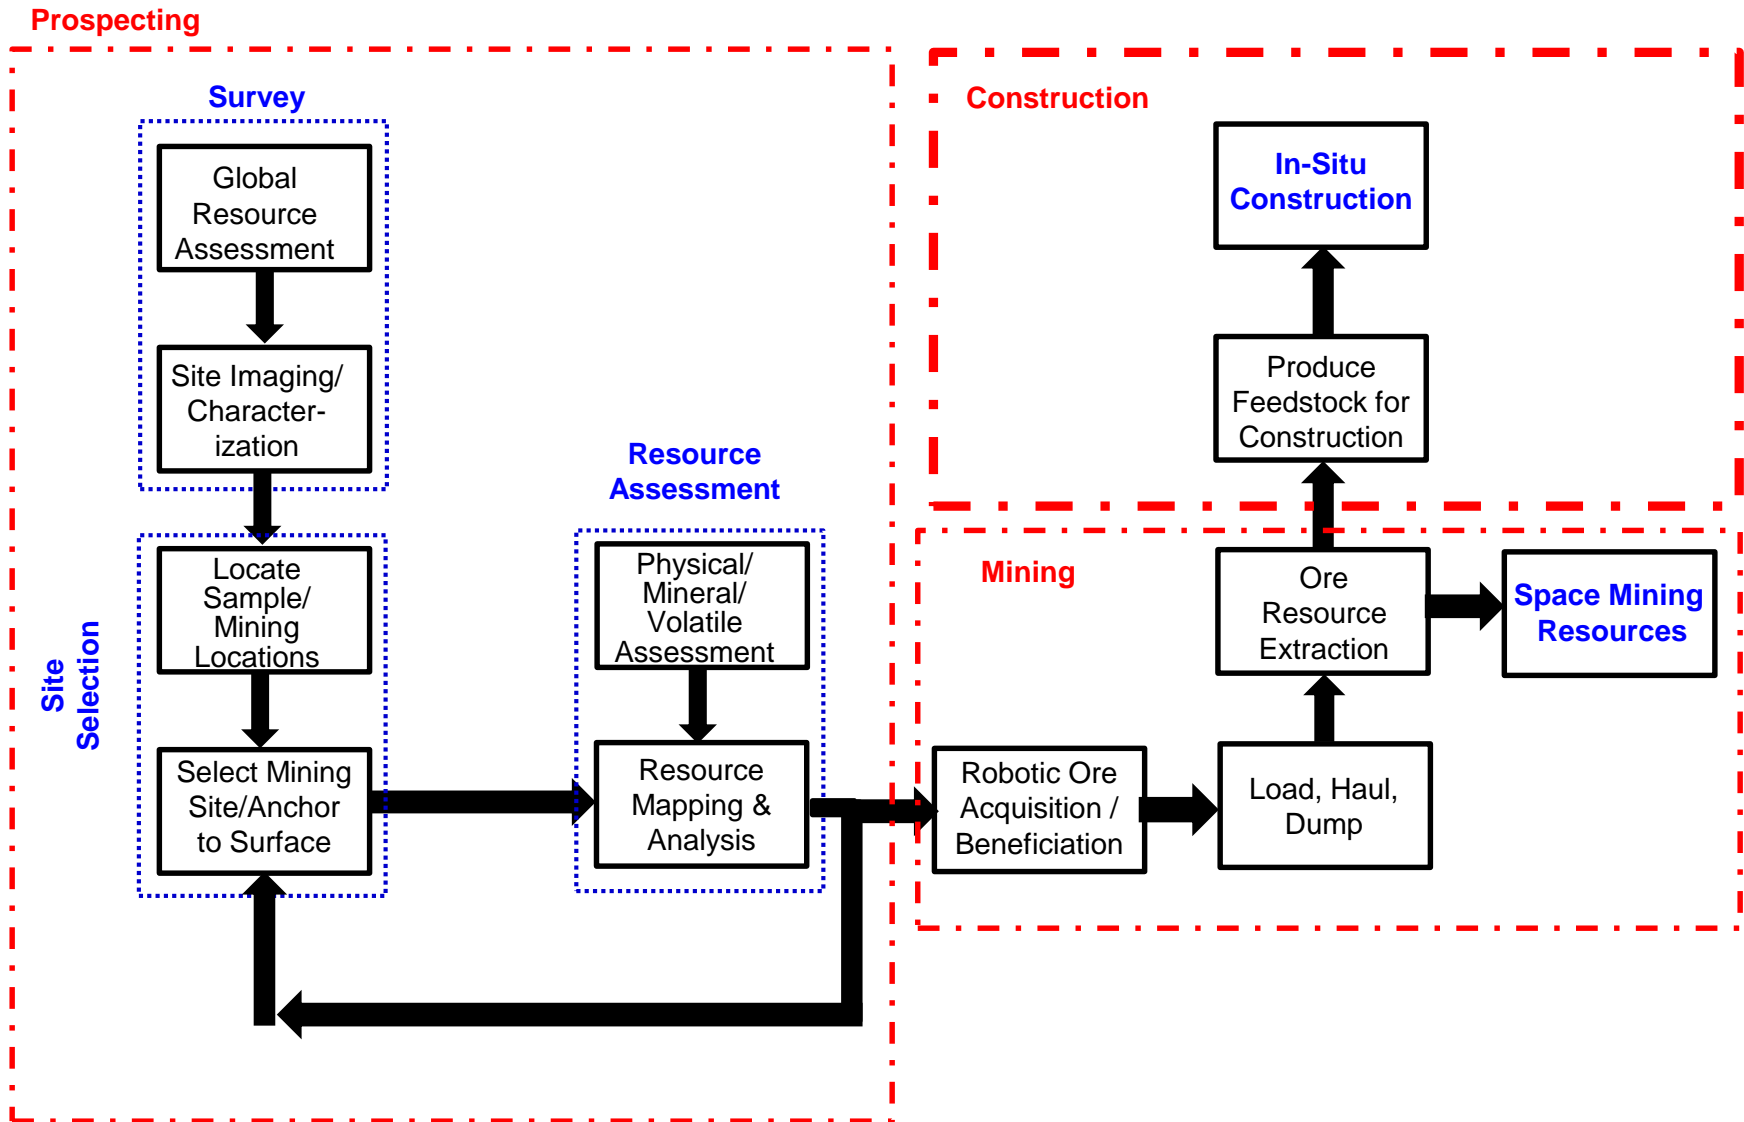 Prospecting
Survey
Global
Resource
Assessment
Site Imaging/
Character-
ization
Site
Selection
Locate
Sample/
Mining
Locations
Select Mining
Site/Anchor
to Surface
Resource
Assessment
Physical/
Mineral/
Volatile
Assessment
Resource
Mapping &
Analysis
Construction
In-Situ
Construction
Produce
Feedstock for
Construction
Mining
Ore
Resource
Extraction
Space Mining
Resources
Robotic Ore
Acquisition /
Beneficiation
Load, Haul,
Dump